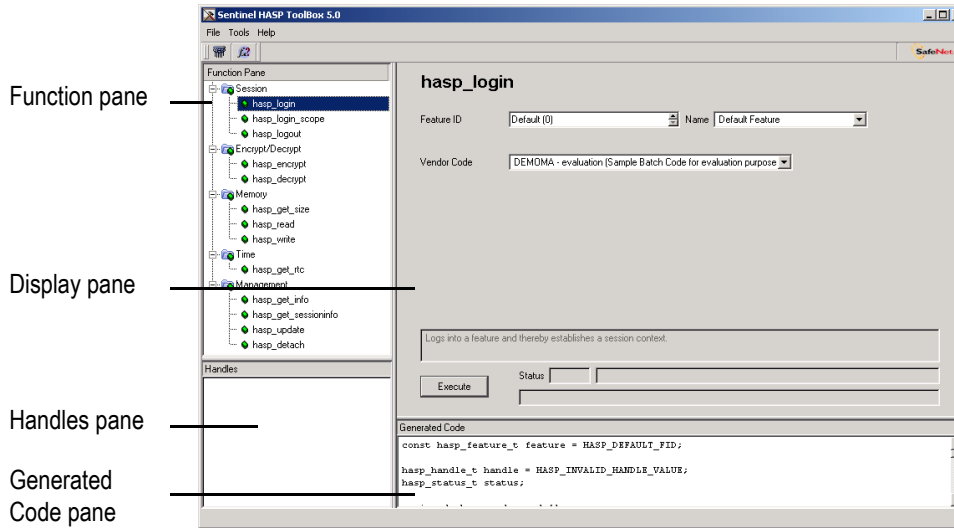 Sentinel HASP ToolBox 5.0
File Tools Help
SafeNet
Function pane
Display pane
Handles pane
Generated
Code pane
Function Pane
Session
hasp_login
hasp_login_scope
hasp_logout
Encrypt/Decrypt
hasp_encrypt
hasp_decrypt
Memory
hasp_get_size
hasp_read
hasp_write
Time
hasp_get_rtc
Management
hasp_get_info
hasp_get_sessioninfo
hasp_update
hasp_detach
Handles
hasp_login
Feature ID Default (0) Name Default Feature
Vendor Code DEMOMA - evaluation (Sample Batch Code for evaluation purpose
Logs into a feature and thereby establishes a session context.
Execute Status
Generated Code
const hasp_feature_t feature = HASP_DEFAULT_FID;
hasp_handle_t handle = HASP_INVALID_HANDLE_VALUE;
hasp_status_t status;